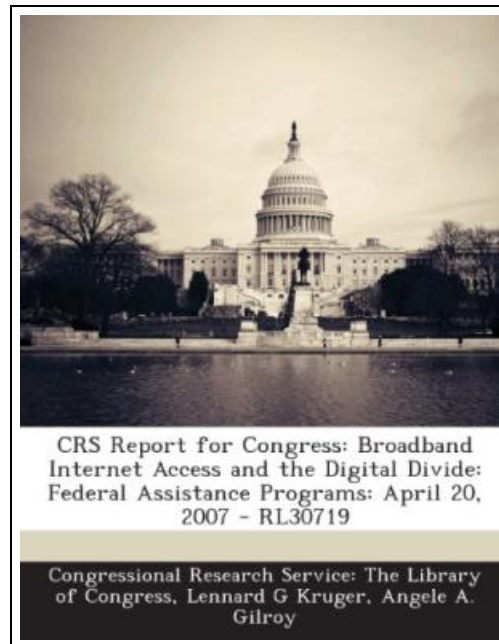 CRS Report for Congress: Broadband
Internet Access and the Digital Divide:
Federal Assistance Programs: April 20,
2007 - RL30719
Congressional Research Service: The Library
of Congress, Lennard G Kruger, Angele A.
Gilroy